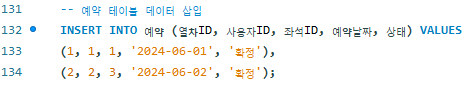 131 -- 예약 테이블 데이터 삽입
132 INSERT INTO 예약 (열차ID, 사용자ID, 좌석ID, 예약날짜, 상태) VALUES
133 (1, 1, 1, '2024-06-01', '확정'),
134 (2, 2, 3, '2024-06-02', '확정');